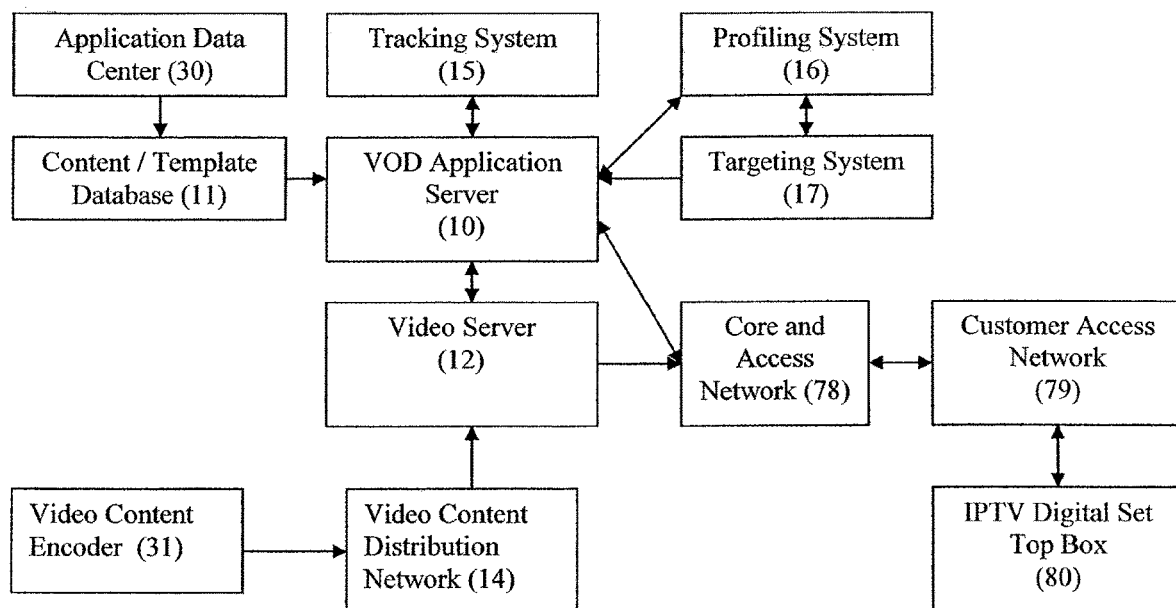 Application Data
Center (30)
Tracking System
(15)
Profiling System
(16)
Content / Template
Database (11)
VOD Application
Server
(10)
Targeting System
(17)
Video Server
(12)
Core and
Access
Network (78)
Customer Access
Network
(79)
Video Content
Encoder (31)
Video Content
Distribution
Network (14)
IPTV Digital Set
Top Box
(80)